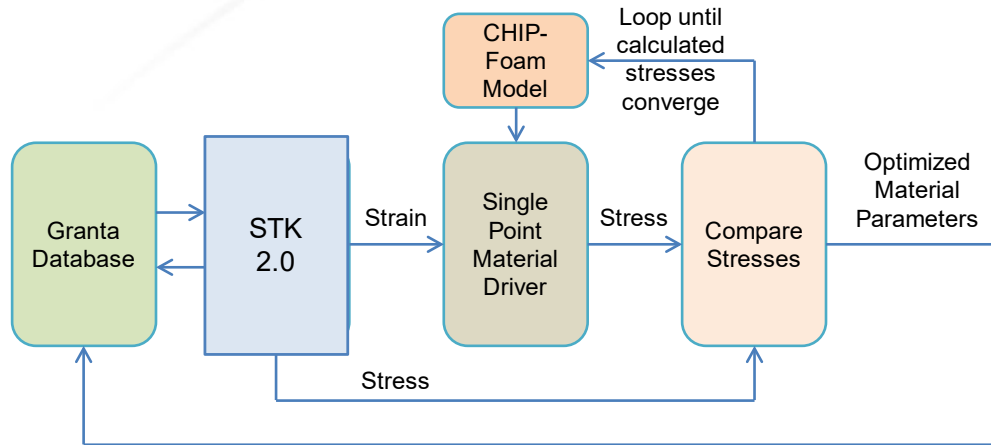 CHIP-
Foam
Model
Loop until
calculated
stresses
converge
Granta
Database
STK
2.0
Strain
Single
Point
Material
Driver
Stress
Compare
Stresses
Optimized
Material
Parameters
Stress